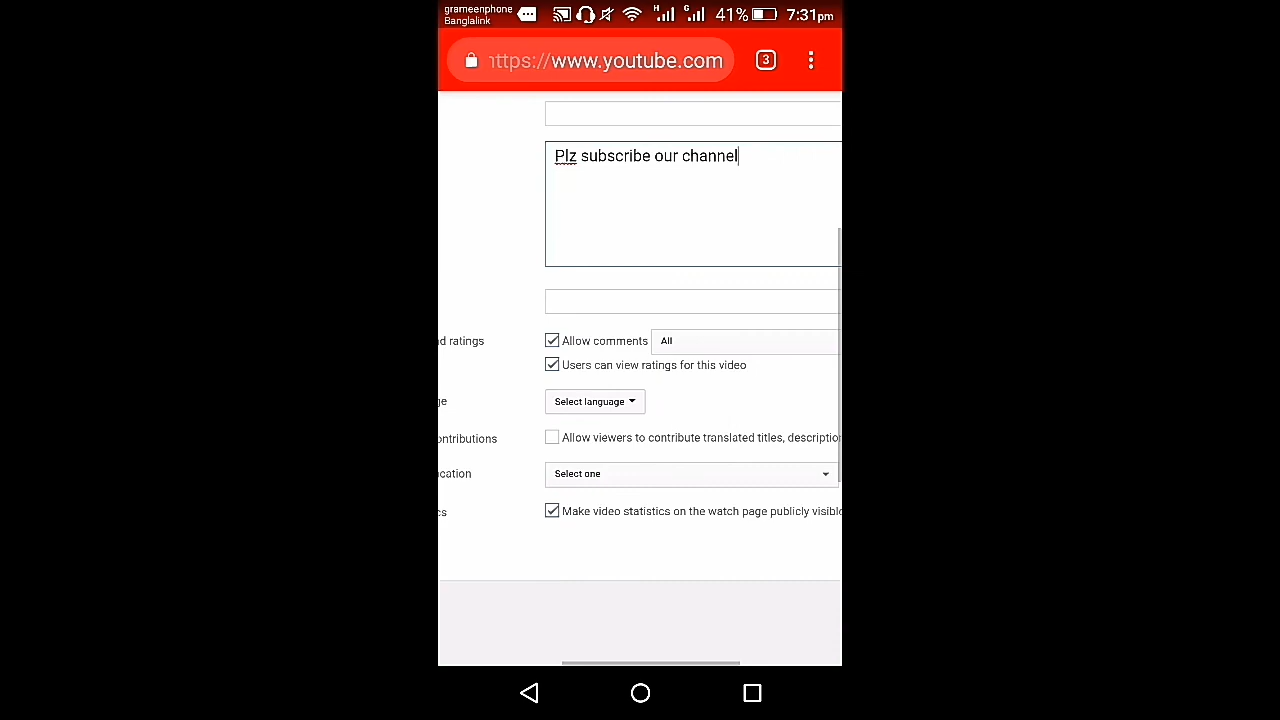 grameenphone
Banglalink
H
G
41%
7:31pm
https://www.youtube.com
3
Plz subscribe our channel
d ratings
Allow comments
All
Users can view ratings for this video
ge
Select language
ontributions
Allow viewers to contribute translated titles, descriptio
cation
Select one
cs
Make video statistics on the watch page publicly visible